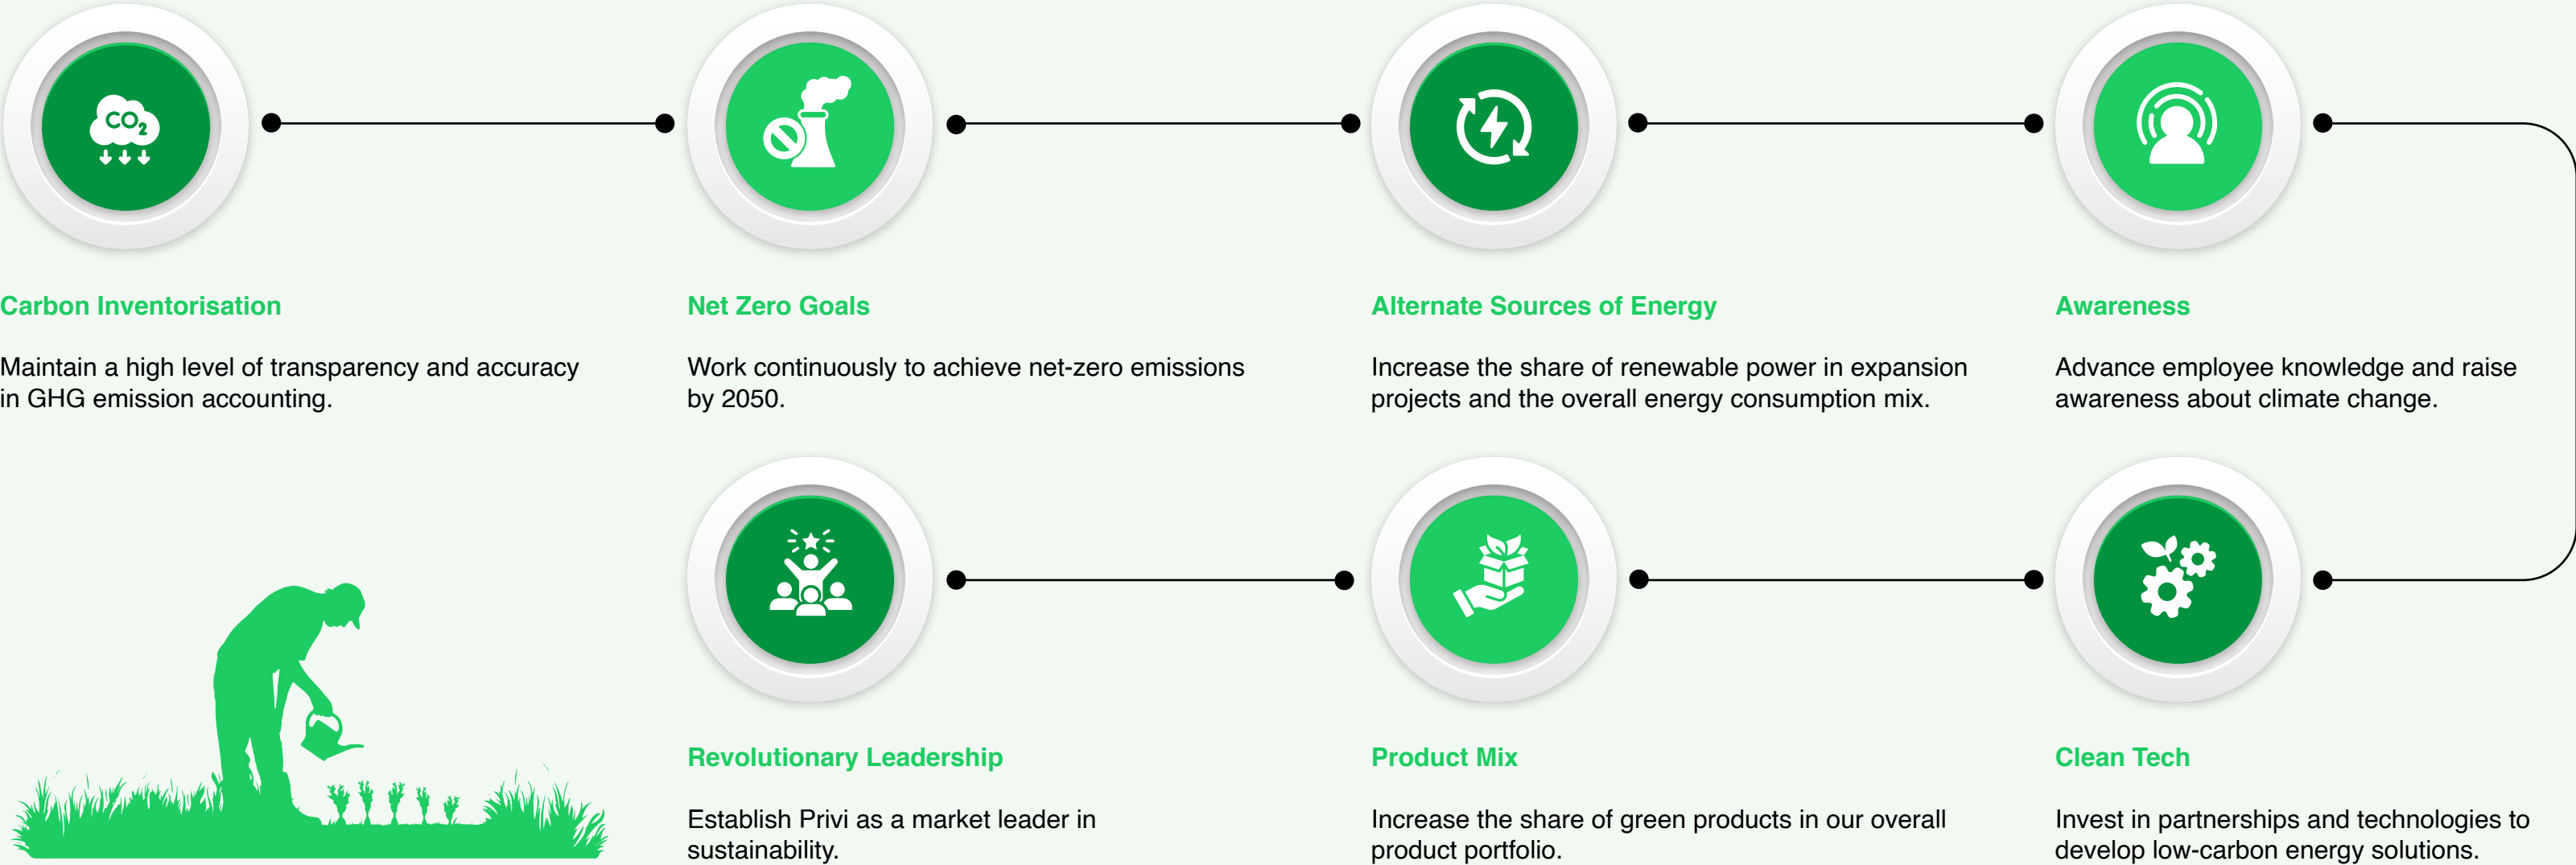 CO2
Carbon Inventorisation
Maintain a high level of transparency and accuracy
in GHG emission accounting.
Net Zero Goals
Work continuously to achieve net-zero emissions
by 2050.
Alternate Sources of Energy
Increase the share of renewable power in expansion
projects and the overall energy consumption mix.
Awareness
Advance employee knowledge and raise
awareness about climate change.
Revolutionary Leadership
Establish Privi as a market leader in
sustainability.
Product Mix
Increase the share of green products in our overall
product portfolio.
Clean Tech
Invest in partnerships and technologies to
develop low-carbon energy solutions.